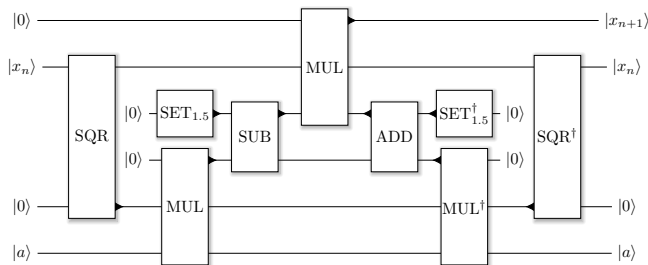 |0⟩ |x_{n+1}⟩
|x_n⟩ MUL |x_n⟩
|0⟩ SET_{1.5} SET^†_{1.5} |0⟩
SQR SUB ADD SQR^†
|0⟩ |0⟩
|0⟩ MUL MUL^† |0⟩
|a⟩ |a⟩